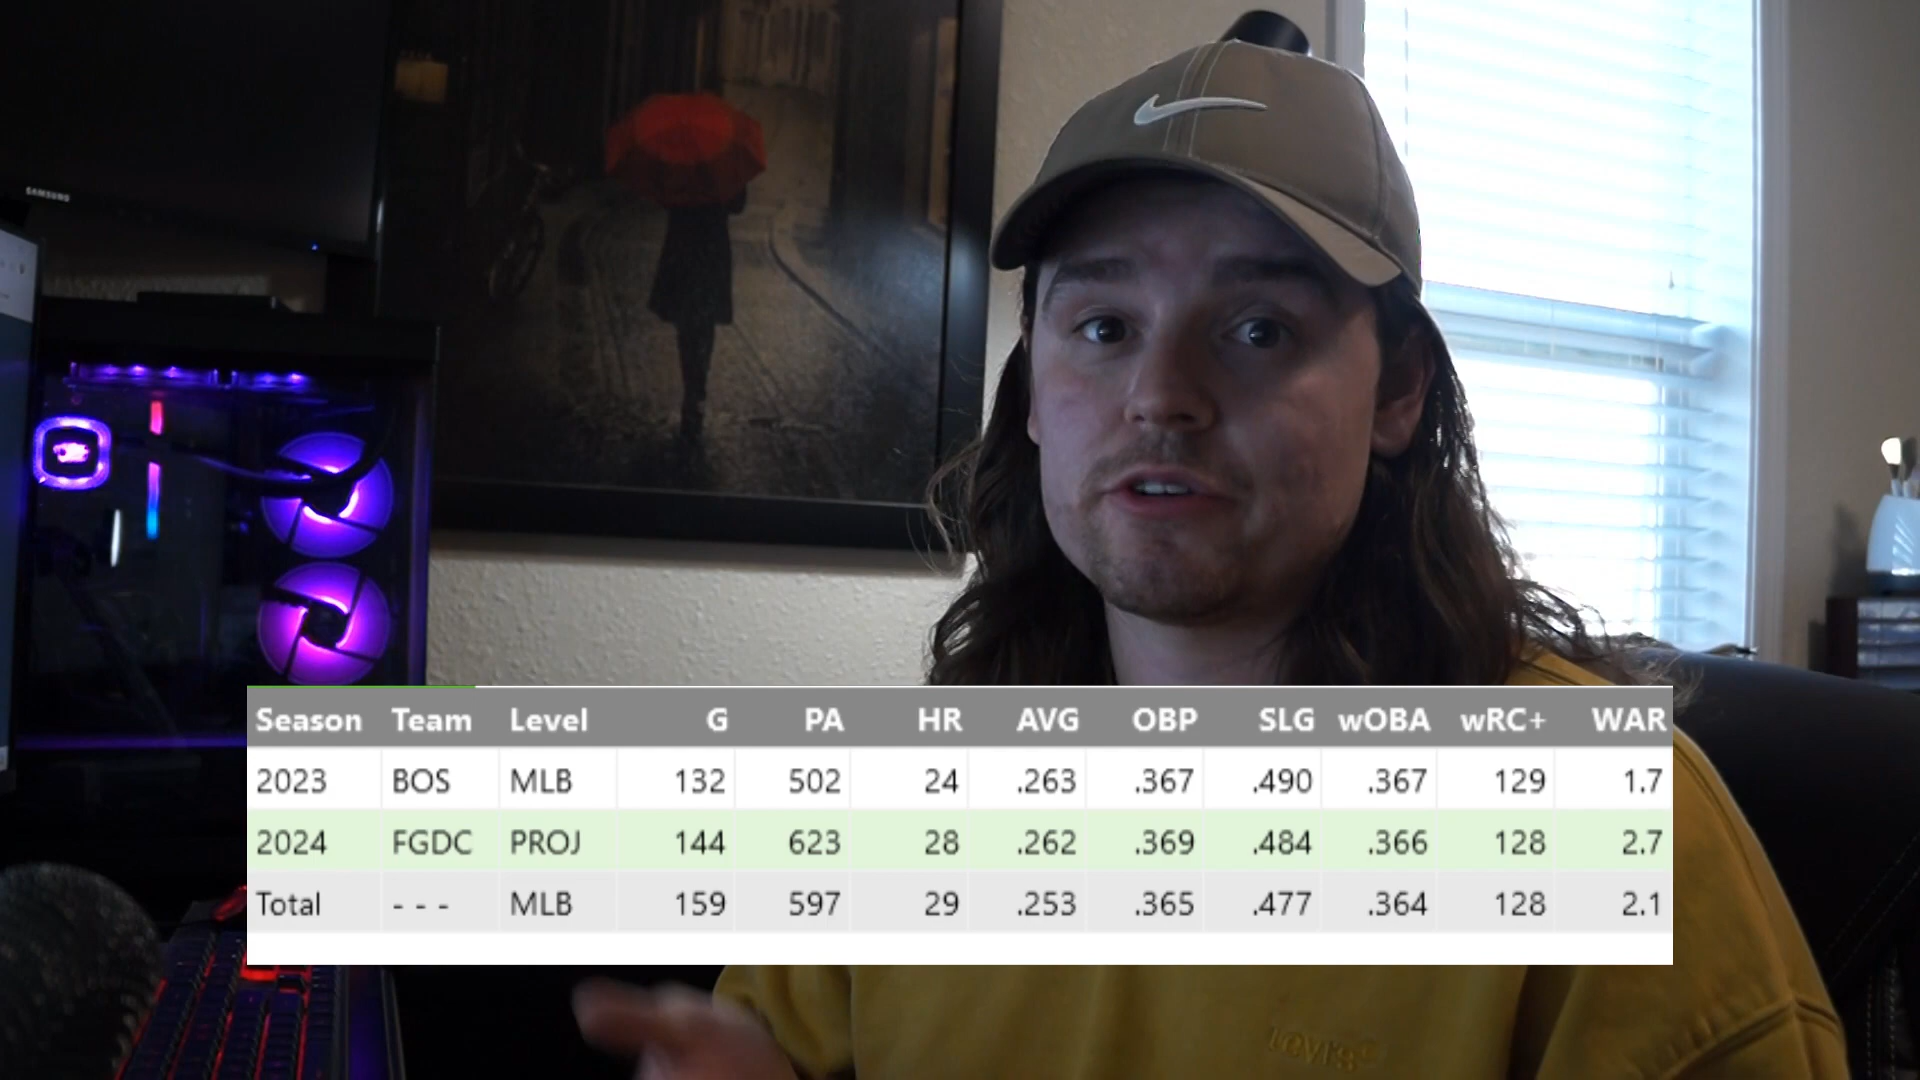 SAMSUNG
Season Team Level G PA HR AVG OBP SLG wOBA wRC+ WAR
2023 BOS MLB 132 502 24 .263 .367 .490 .367 129 1.7
2024 FGDC PROJ 144 623 28 .262 .369 .484 .366 128 2.7
Total - - - MLB 159 597 29 .253 .365 .477 .364 128 2.1